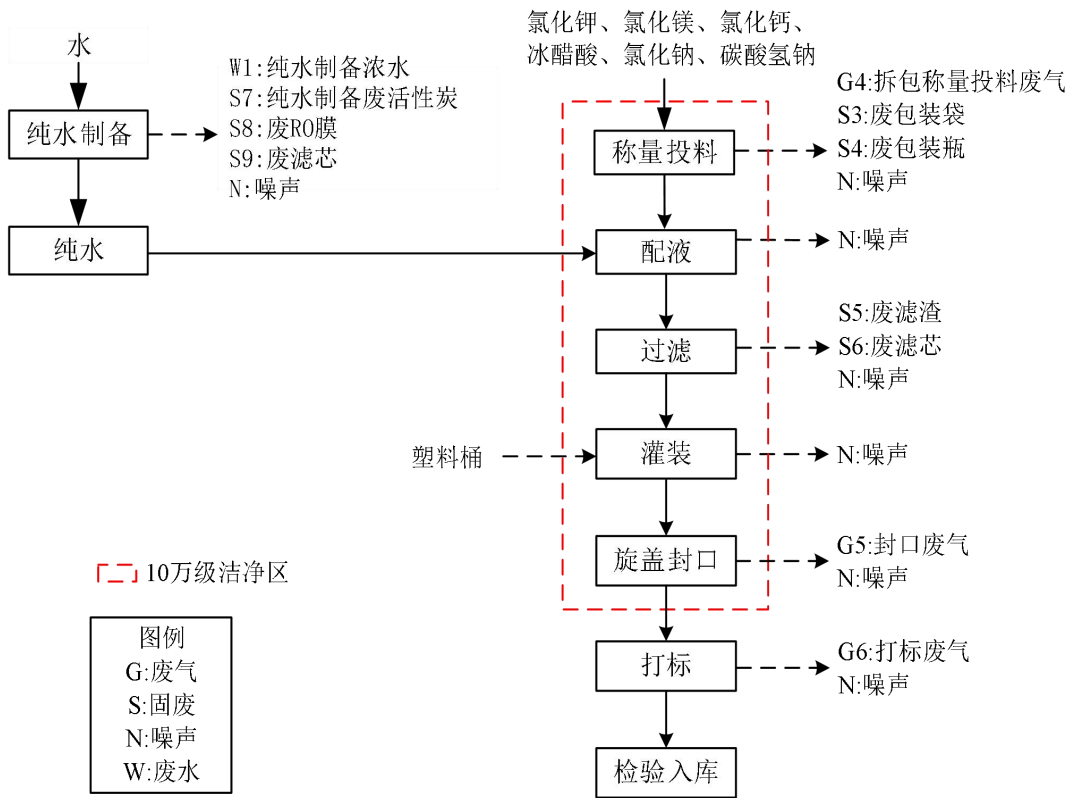 水
纯水制备
W1:纯水制备浓水
S7:纯水制备废活性炭
S8:废RO膜
S9:废滤芯
N:噪声
纯水
氯化钾、氯化镁、氯化钙、
冰醋酸、氯化钠、碳酸氢钠
称量投料
G4:拆包称量投料废气
S3:废包装袋
S4:废包装瓶
N:噪声
配液
N:噪声
过滤
S5:废滤渣
S6:废滤芯
N:噪声
塑料桶
灌装
N:噪声
旋盖封口
G5:封口废气
N:噪声
打标
G6:打标废气
N:噪声
检验入库
10万级洁净区
图例
G:废气
S:固废
N:噪声
W:废水